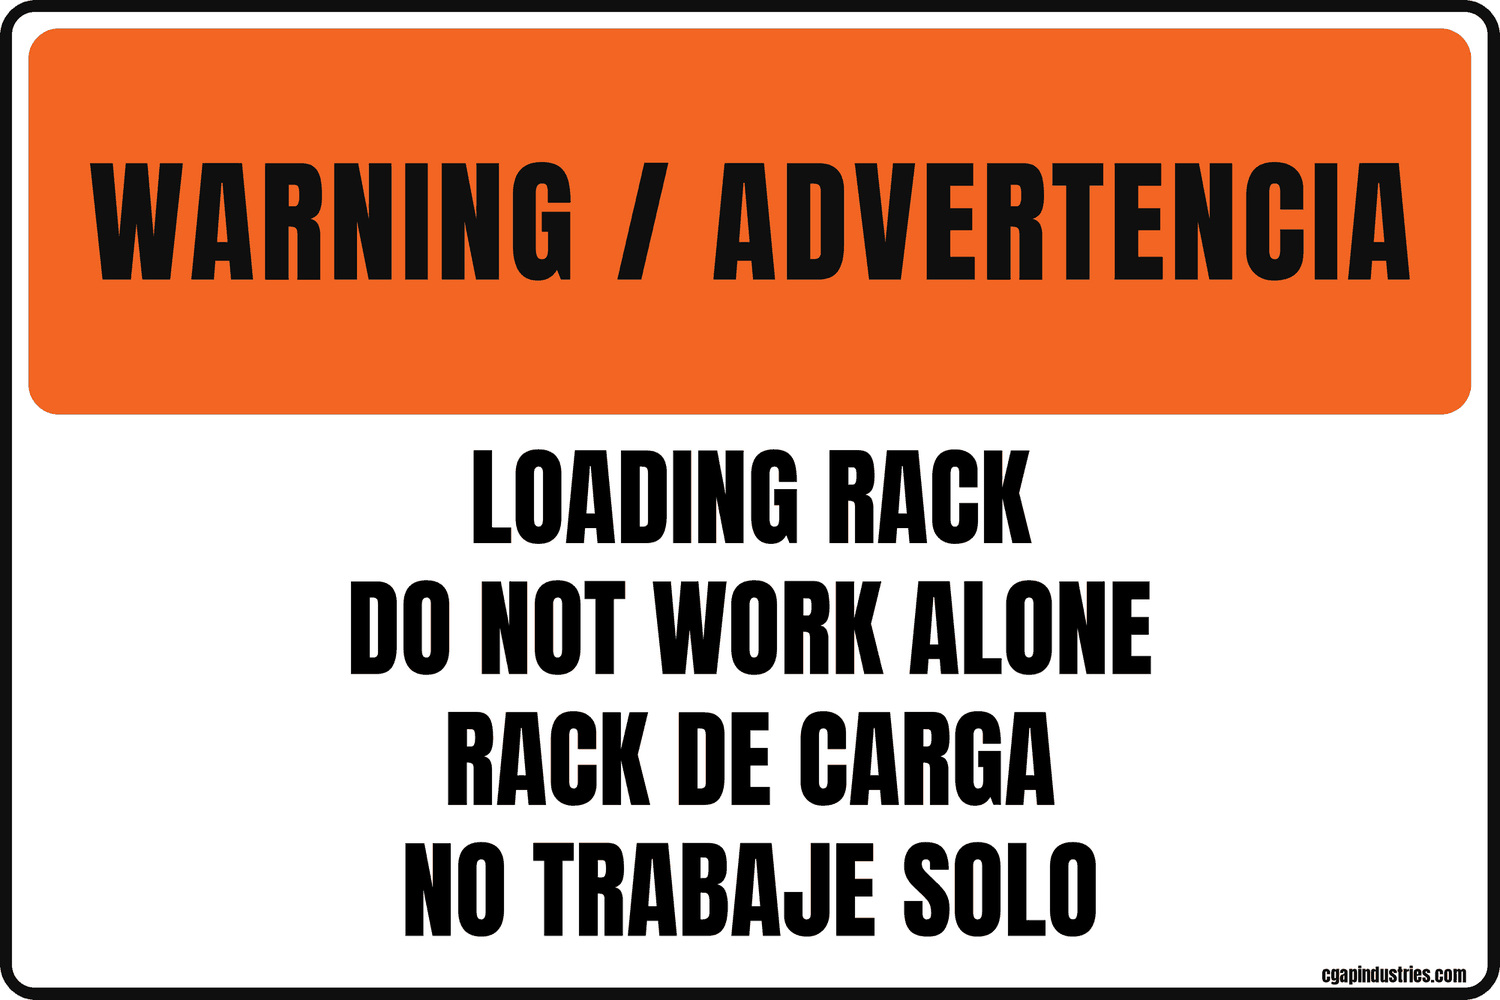 WARNING / ADVERTENCIA
LOADING RACK
DO NOT WORK ALONE
RACK DE CARGA
NO TRABAJE SOLO
cgapindustries.com